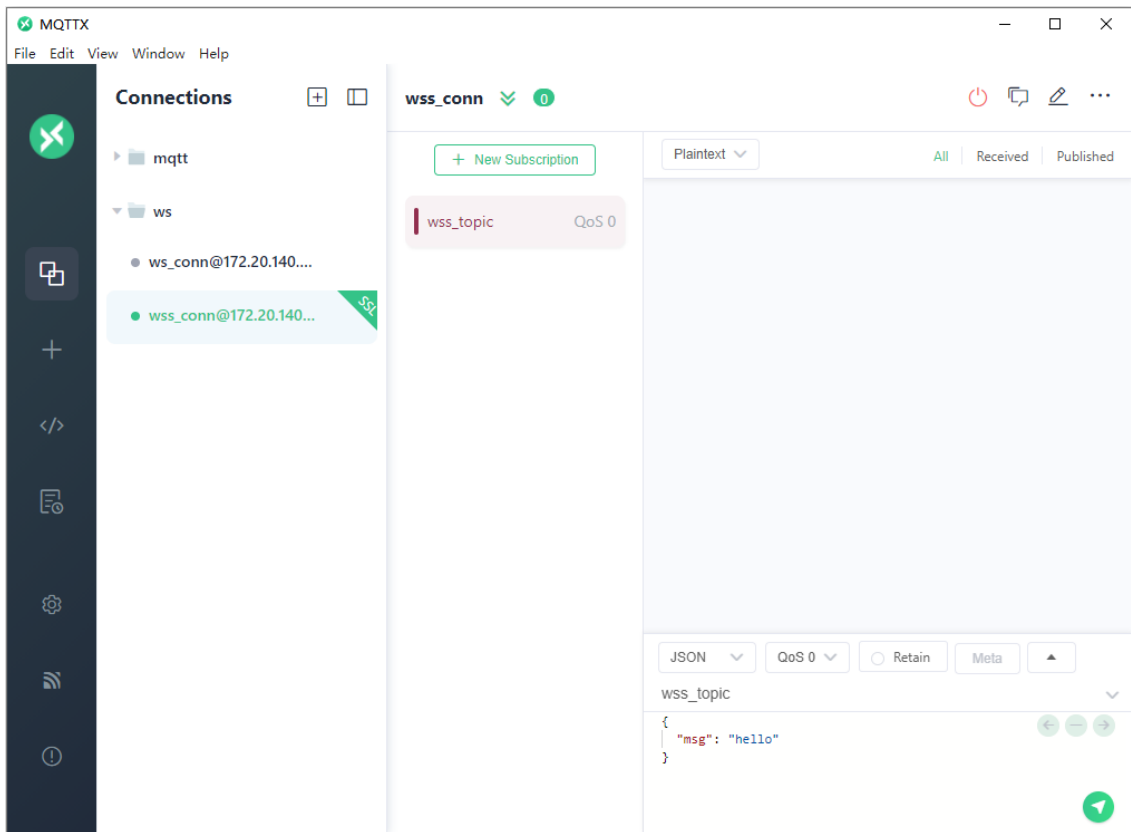 MQTTX
File Edit View Window Help
Connections
mqtt
ws
ws_conn@172.20.140....
wss_conn@172.20.140...
SSL
wss_conn 0
+ New Subscription
wss_topic QoS 0
Plaintext All Received Published
JSON QoS 0 Retain Meta
wss_topic
{
"msg": "hello"
}